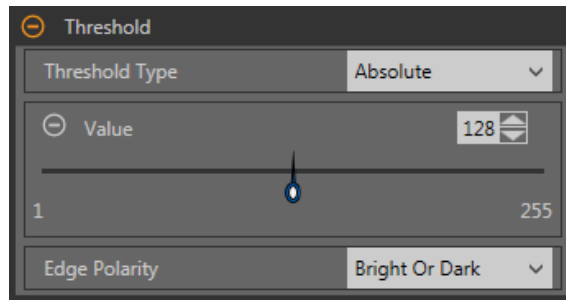 Threshold
Threshold Type Absolute
Value 128
1 255
Edge Polarity Bright Or Dark